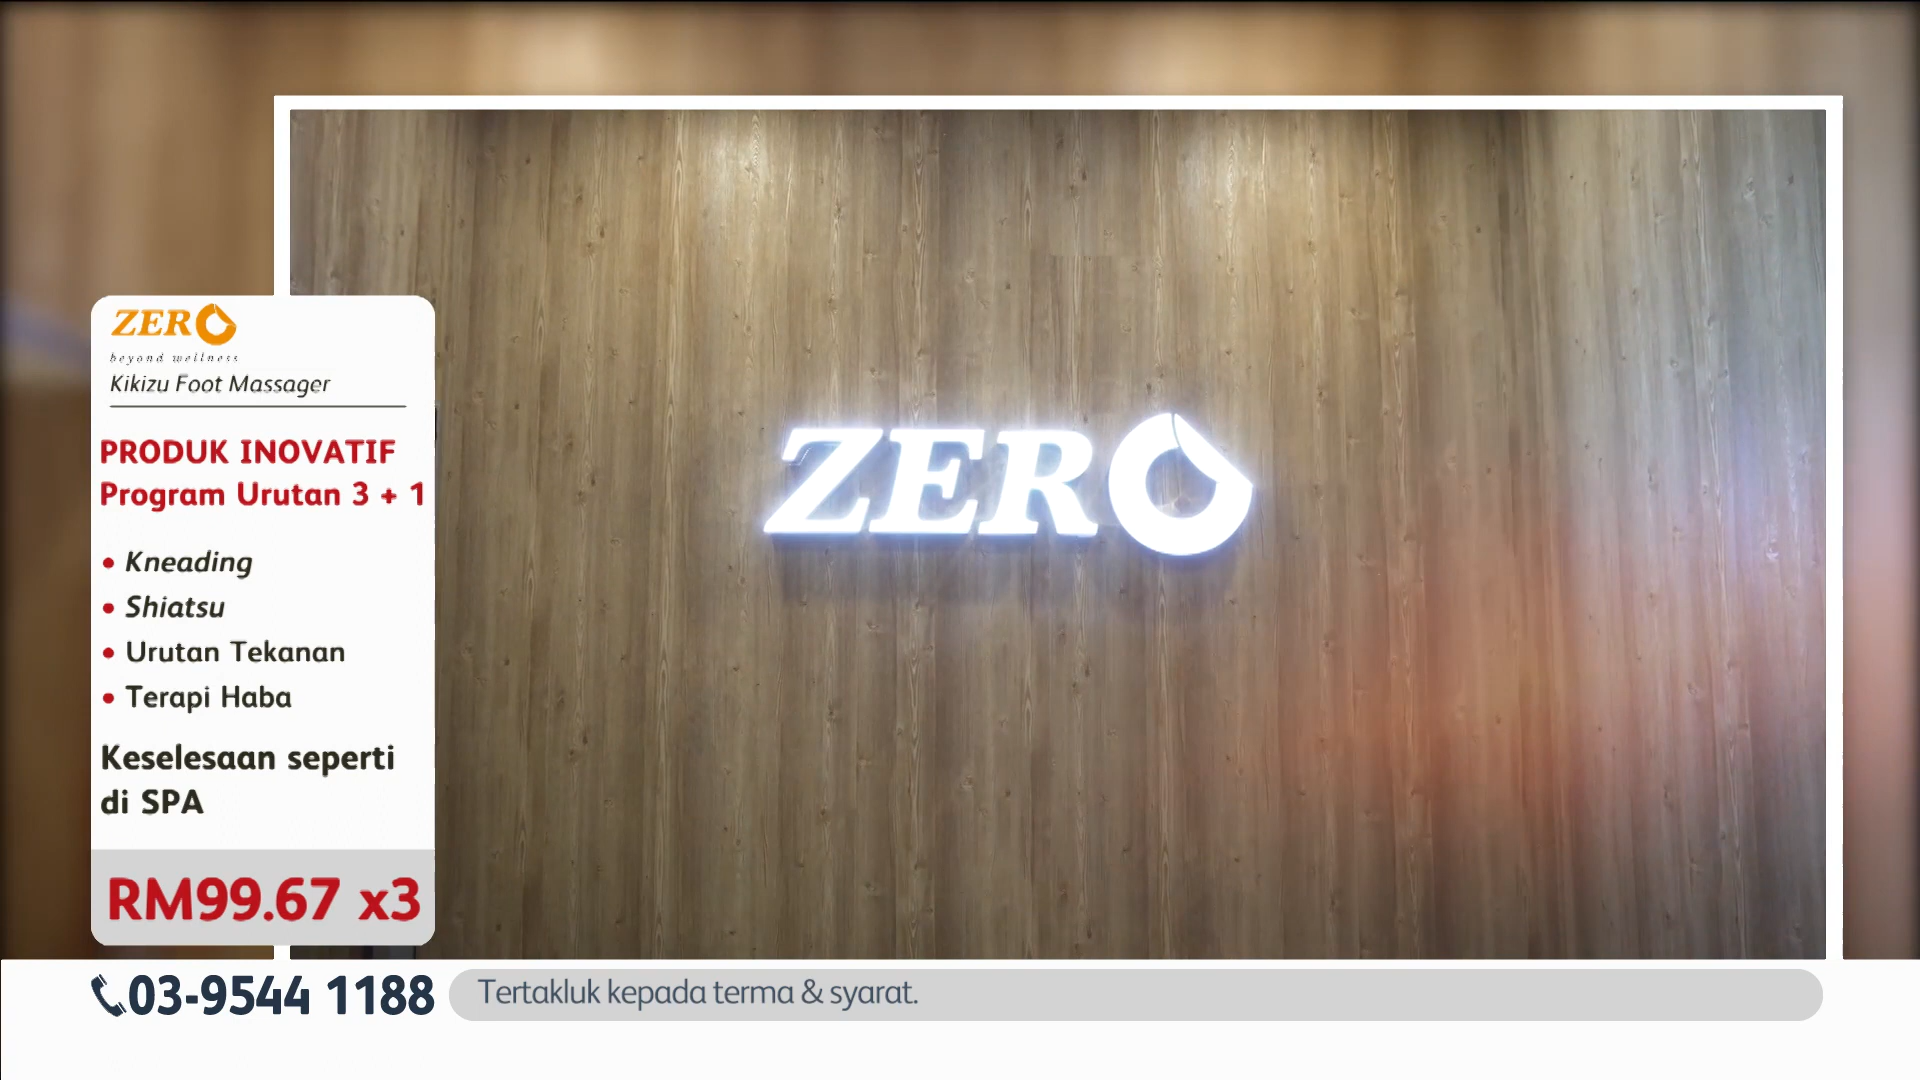 ZERO
beyond wellness
Kikizu Foot Massager
PRODUK INOVATIF
Program Urutan 3 + 1
• Kneading
• Shiatsu
• Urutan Tekanan
• Terapi Haba
Keselesaan seperti
di SPA
RM99.67 x3
ZERO
03-9544 1188
Tertakluk kepada terma & syarat.